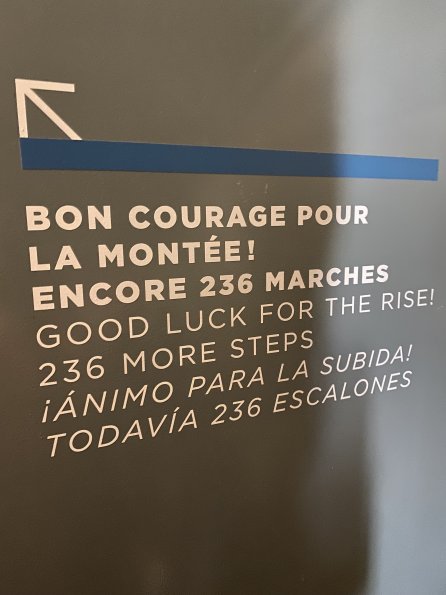 BON COURAGE POUR
LA MONTÉE!
ENCORE 236 MARCHES
GOOD LUCK FOR THE RISE!
236 MORE STEPS
¡ÁNIMO PARA LA SUBIDA!
TODAVÍA 236 ESCALONES